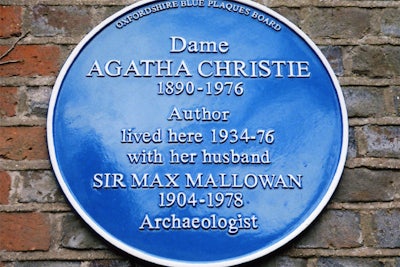 OXFORDSHIRE BLUE PLAQUES BOARD
Dame
AGATHA CHRISTIE
1890-1976
Author
lived here 1934-76
with her husband
SIR MAX MALLOWAN
1904-1978
Archaeologist